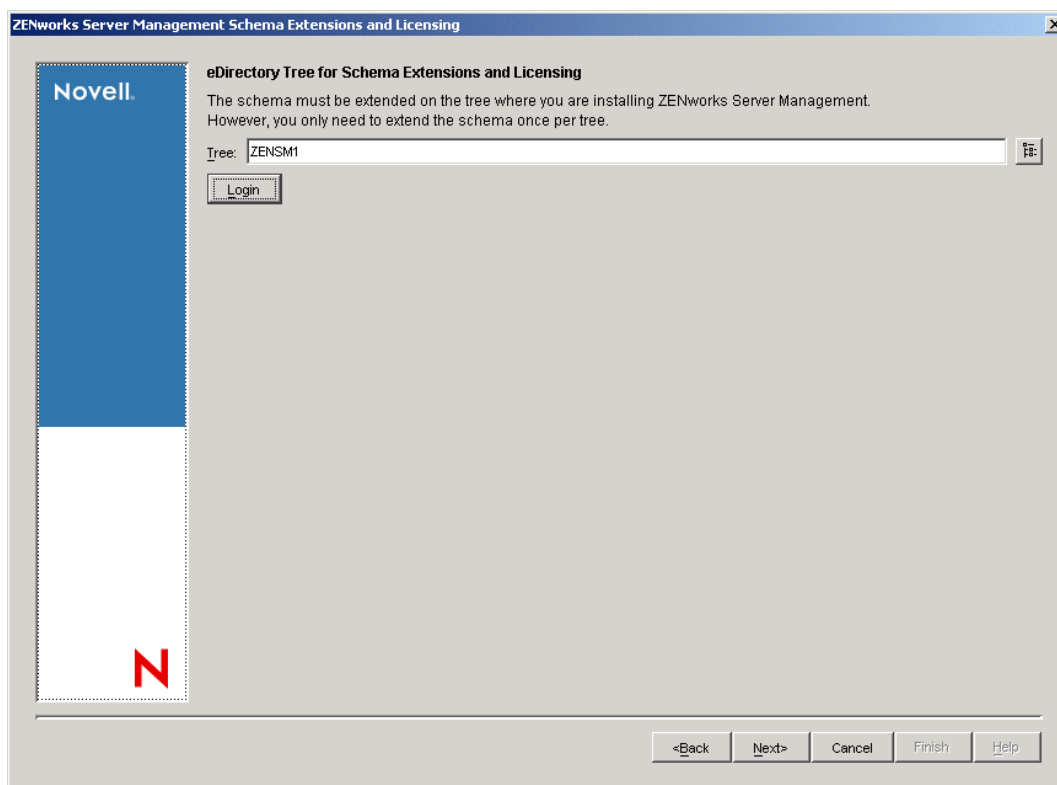 ZENworks Server Management Schema Extensions and Licensing
Novell®
eDirectory Tree for Schema Extensions and Licensing
The schema must be extended on the tree where you are installing ZENworks Server Management.
However, you only need to extend the schema once per tree.
Tree: ZENSM1
Login
N
<Back Next> Cancel Finish Help